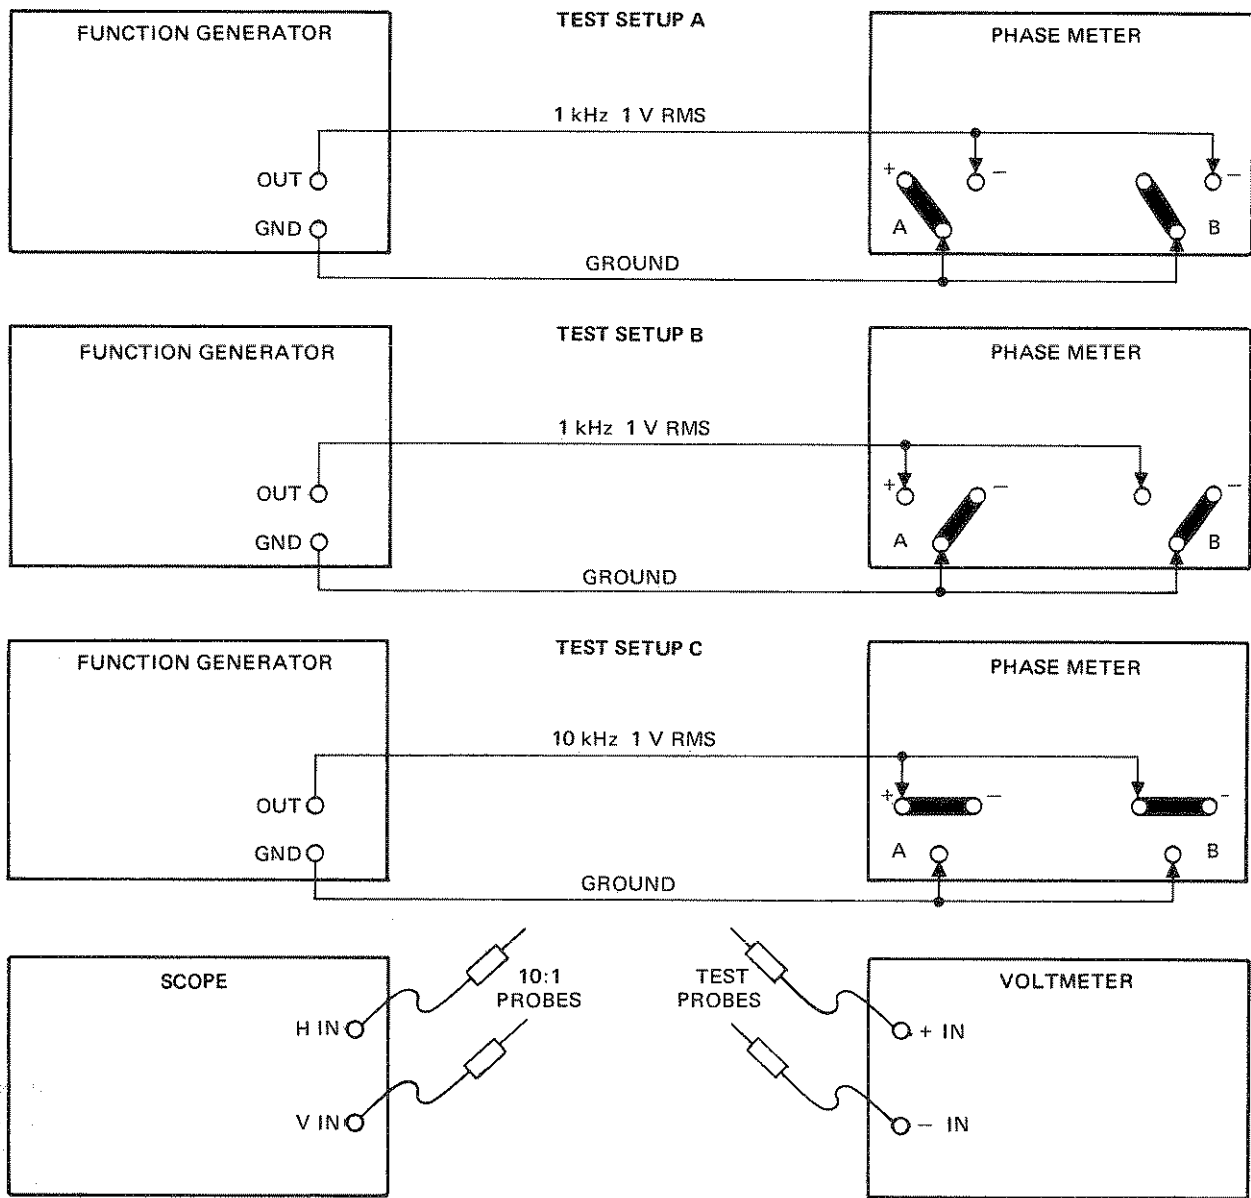 TEST SETUP A
FUNCTION GENERATOR
PHASE METER
1 kHz 1 V RMS
OUT
+
−
−
GND
A
B
GROUND
TEST SETUP B
FUNCTION GENERATOR
PHASE METER
1 kHz 1 V RMS
OUT
+
−
−
GND
A
B
GROUND
TEST SETUP C
FUNCTION GENERATOR
PHASE METER
10 kHz 1 V RMS
OUT
+
−
-
GND
A
B
GROUND
SCOPE
10:1
PROBES
TEST
PROBES
VOLTMETER
H IN
+ IN
V IN
− IN